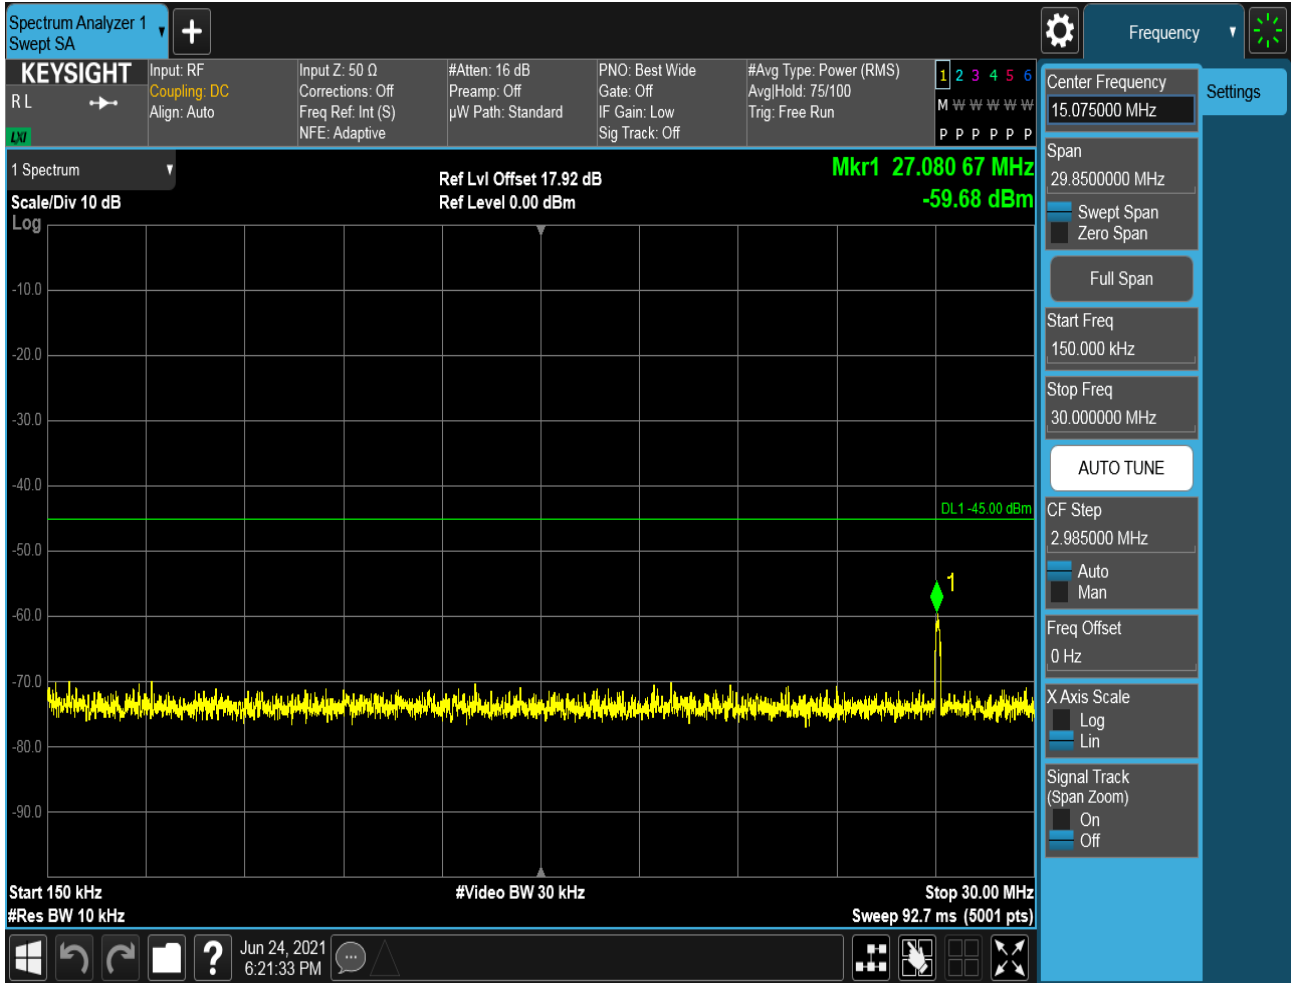 Spectrum Analyzer 1
Swept SA
Frequency
KEYSIGHT
R L
LXI
Input: RF
Coupling: DC
Align: Auto
Input Z: 50 Ω
Corrections: Off
Freq Ref: Int (S)
NFE: Adaptive
#Atten: 16 dB
Preamp: Off
µW Path: Standard
PNO: Best Wide
Gate: Off
IF Gain: Low
Sig Track: Off
#Avg Type: Power (RMS)
Avg|Hold: 75/100
Trig: Free Run
1 2 3 4 5 6
M W W W W W
P P P P P P
1 Spectrum
Scale/Div 10 dB
Log
Ref Lvl Offset 17.92 dB
Ref Level 0.00 dBm
Mkr1 27.080 67 MHz
-59.68 dBm
-10.0
-20.0
-30.0
-40.0
DL1 -45.00 dBm
-50.0
1
-60.0
-70.0
-80.0
-90.0
Start 150 kHz
#Video BW 30 kHz
Stop 30.00 MHz
#Res BW 10 kHz
Sweep 92.7 ms (5001 pts)
?
Jun 24, 2021
6:21:33 PM
Center Frequency
15.075000 MHz
Settings
Span
29.8500000 MHz
Swept Span
Zero Span
Full Span
Start Freq
150.000 kHz
Stop Freq
30.000000 MHz
AUTO TUNE
CF Step
2.985000 MHz
Auto
Man
Freq Offset
0 Hz
X Axis Scale
Log
Lin
Signal Track
(Span Zoom)
On
Off